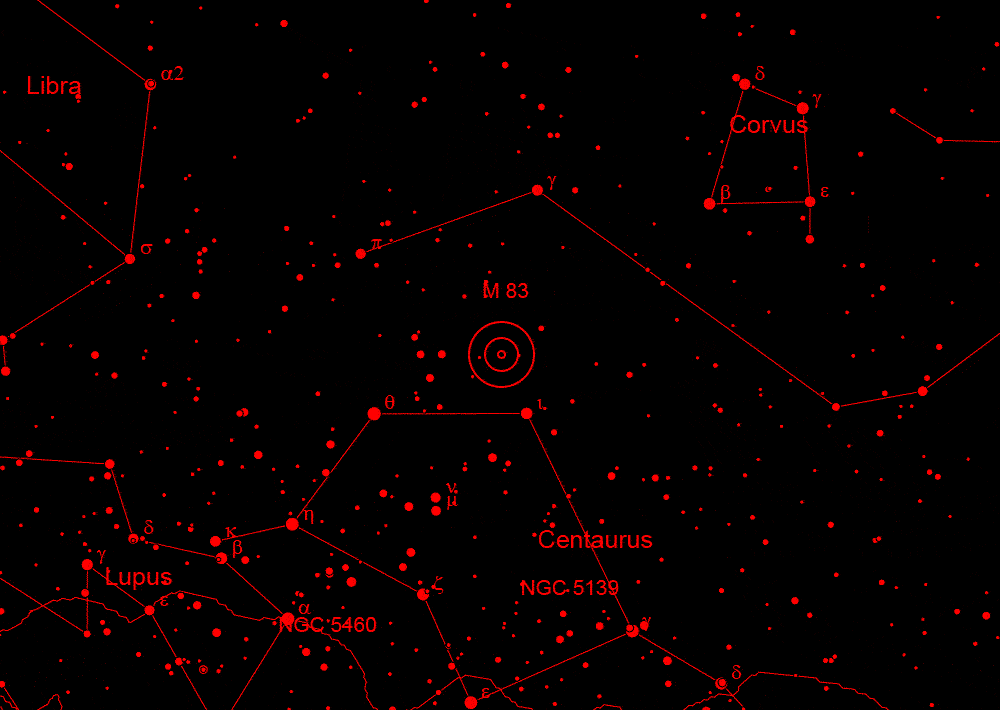 δ
α2
Libra
γ
Corvus
γ
β
ε
π
σ
M 83
θ
ι
ν
μ
η
δ
κ
β
Centaurus
γ
Lupus
ζ
NGC 5139
ε
α
NGC 5460
γ
δ
ε